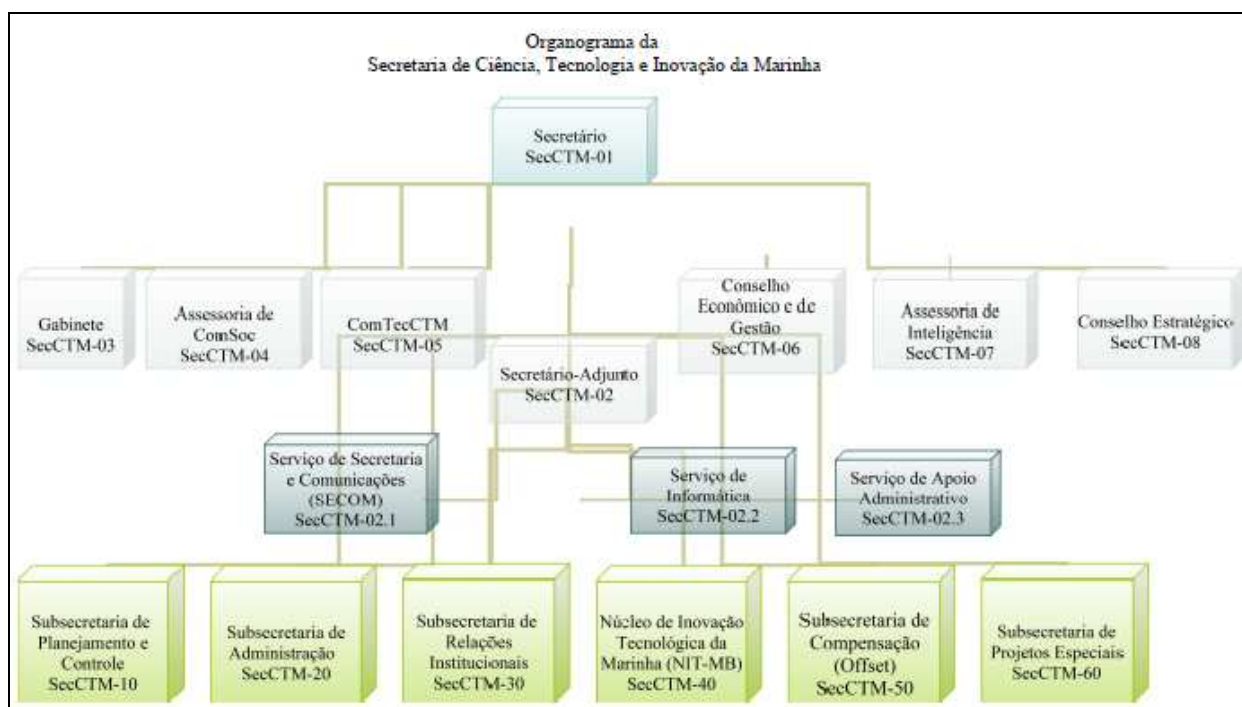 Organograma da
Secretaria de Ciência, Tecnologia e Inovação da Marinha
Secretário
SecCTM-01
Gabinete
SecCTM-03
Assessoria de
ComSoc
SecCTM-04
ComTecCTM
SecCTM-05
Conselho
Econômico e de
Gestão
SecCTM-06
Assessoria de
Inteligência
SecCTM-07
Conselho Estratégico
SecCTM-08
Secretário-Adjunto
SecCTM-02
Serviço de Secretaria
e Comunicações
(SECOM)
SecCTM-02.1
Serviço de
Informática
SecCTM-02.2
Serviço de Apoio
Administrativo
SecCTM-02.3
Subsecretaria de
Planejamento e
Controle
SecCTM-10
Subsecretaria de
Administração
SecCTM-20
Subsecretaria de
Relações
Institucionais
SecCTM-30
Núcleo de Inovação
Tecnológica da
Marinha (NIT-MB)
SecCTM-40
Subsecretaria de
Compensação
(Offset)
SecCTM-50
Subsecretaria de
Projetos Especiais
SecCTM-60